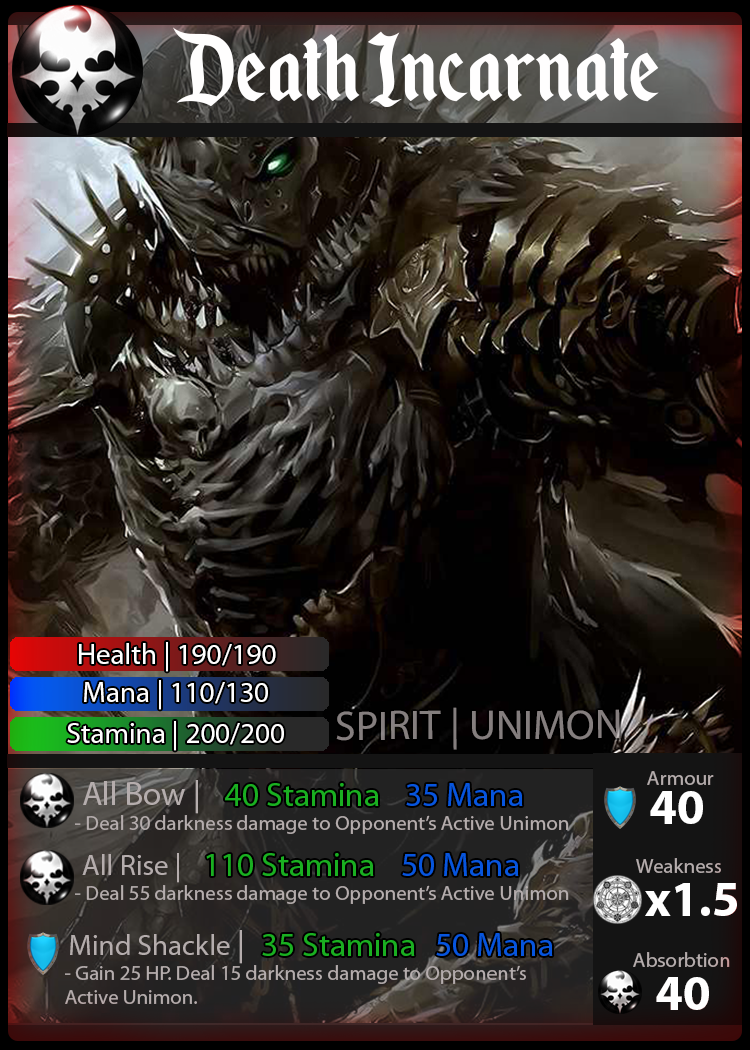 Death Incarnate
Health | 190/190
Mana | 110/130
Stamina | 200/200
SPIRIT | UNIMON
All Bow | 40 Stamina 35 Mana
- Deal 30 darkness damage to Opponent's Active Unimon
All Rise | 110 Stamina 50 Mana
- Deal 55 darkness damage to Opponent's Active Unimon
Mind Shackle | 35 Stamina 50 Mana
- Gain 25 HP. Deal 15 darkness damage to Opponent's
Active Unimon.
Armour
40
Weakness
x1.5
Absorbtion
40